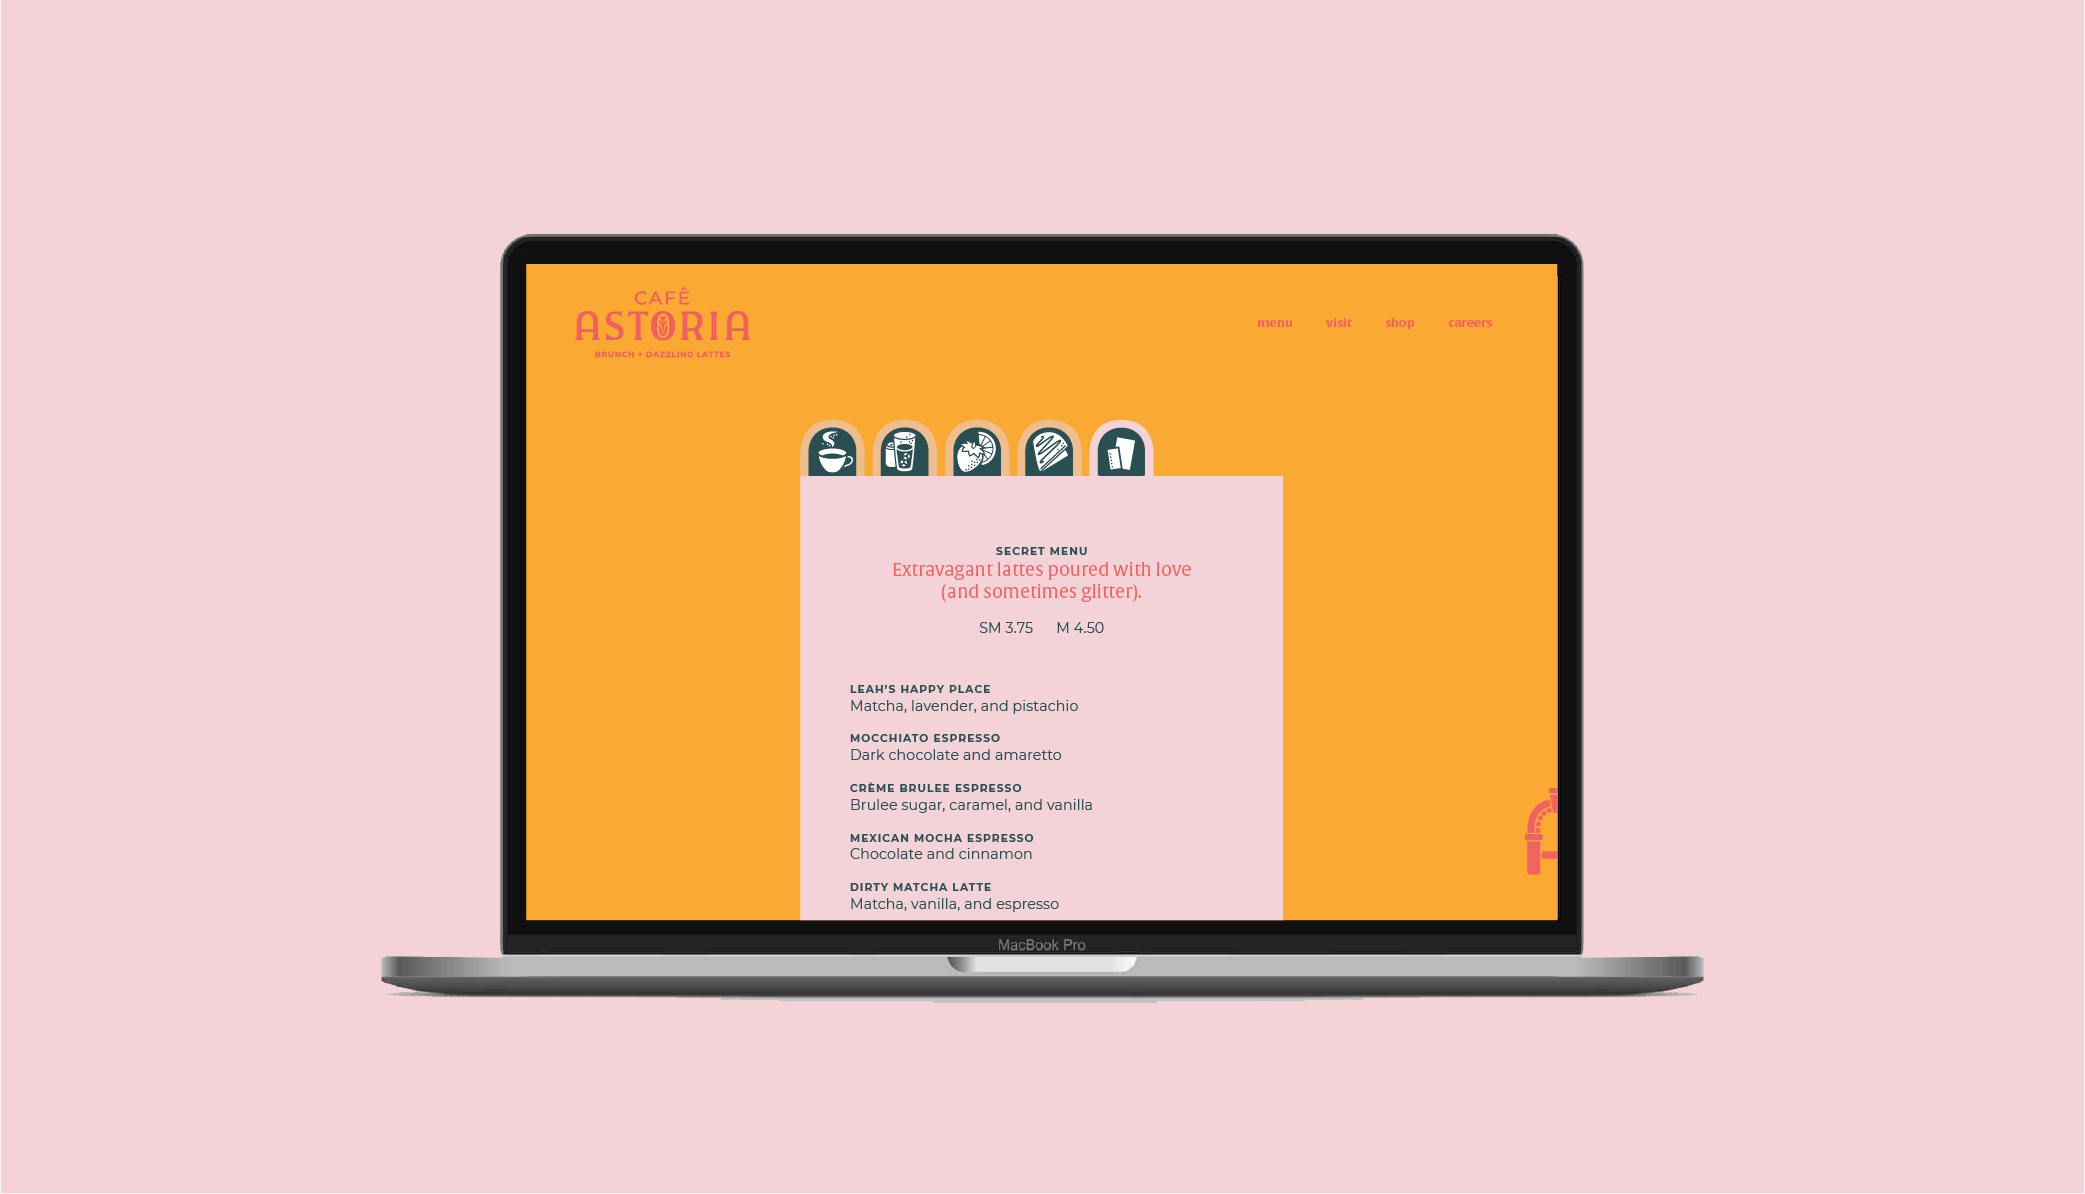 CAFÊ
ASTORIA
BRUNCH + DAZZLING LATTES
menu visit shop careers
SECRET MENU
Extravagant lattes poured with love
(and sometimes glitter).
SM 3.75 M 4.50
LEAH'S HAPPY PLACE
Matcha, lavender, and pistachio
MOCCHIATO ESPRESSO
Dark chocolate and amaretto
CRÈME BRULEE ESPRESSO
Brulee sugar, caramel, and vanilla
MEXICAN MOCHA ESPRESSO
Chocolate and cinnamon
DIRTY MATCHA LATTE
Matcha, vanilla, and espresso
MacBook Pro